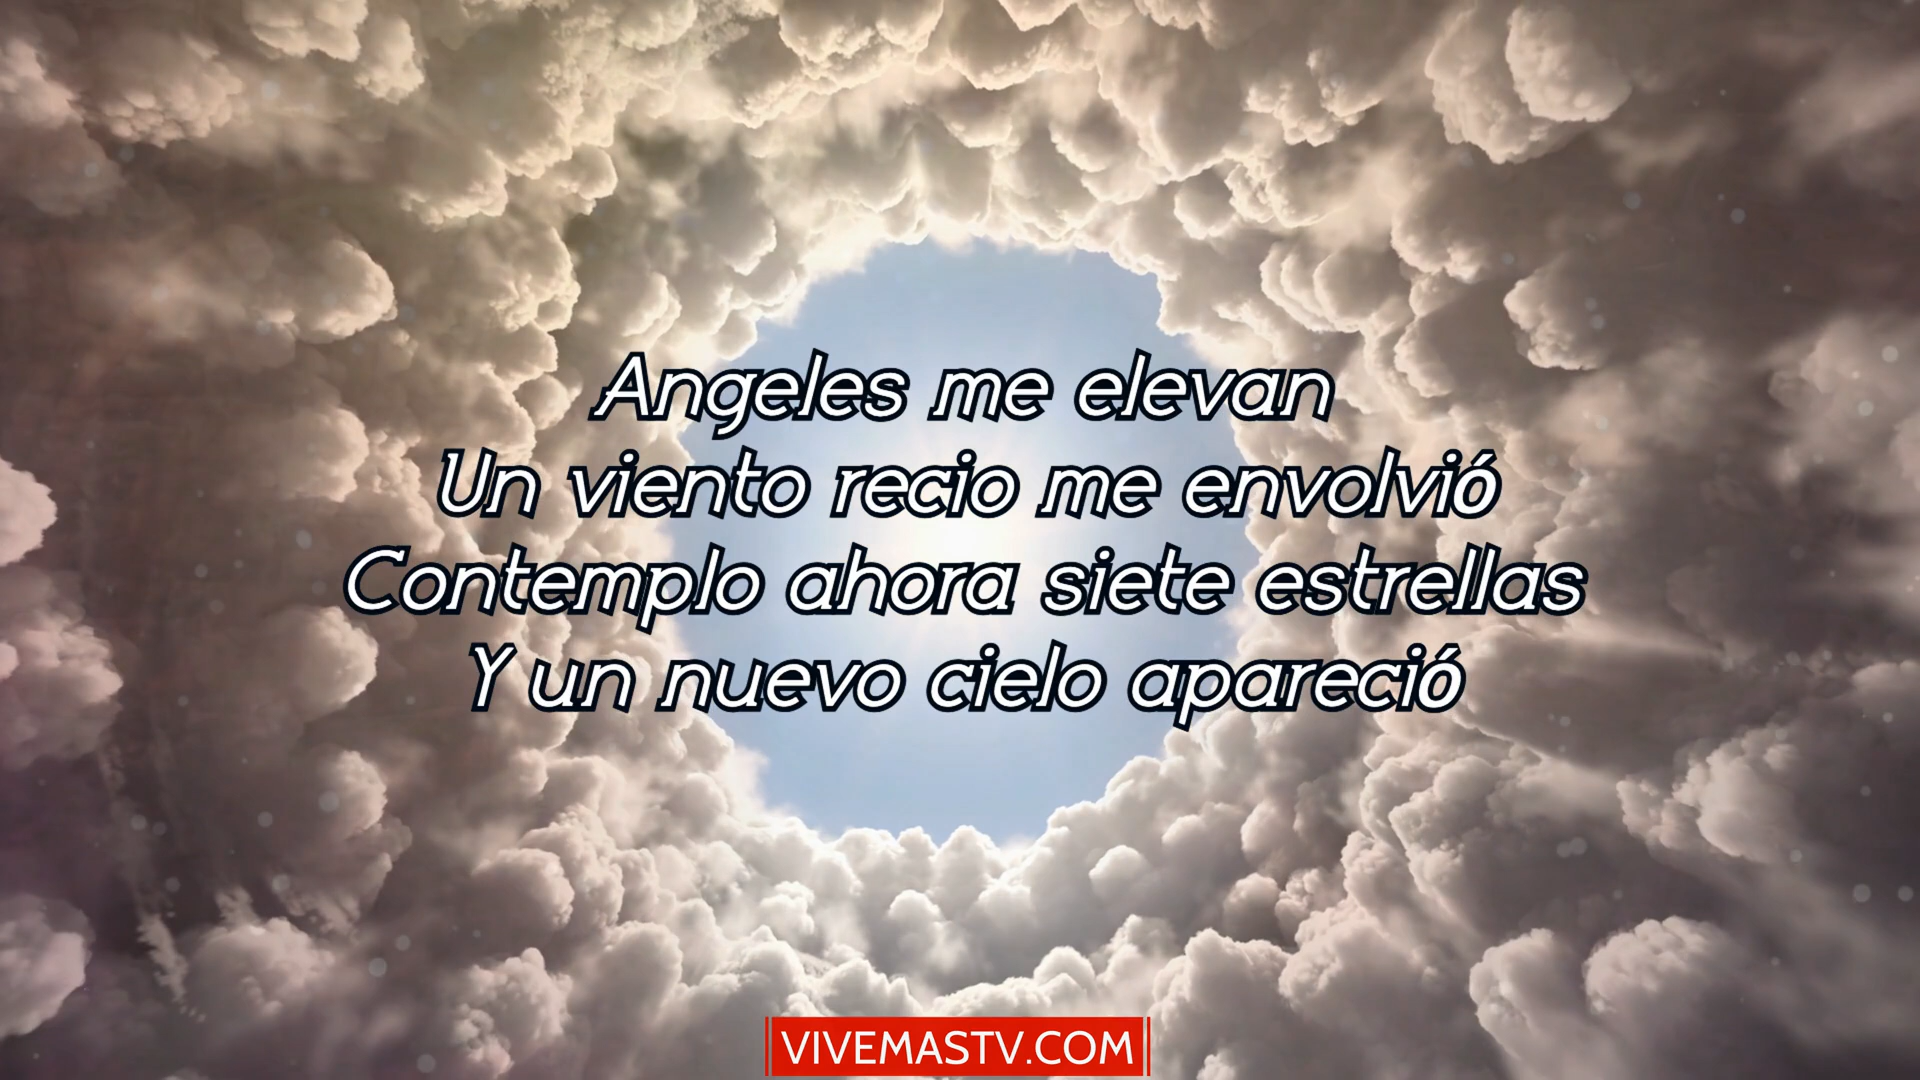 Angeles me elevan
Un viento recio me envolvió
Contemplo ahora siete estrellas
Y un nuevo cielo apareció
VIVEMASTV.COM